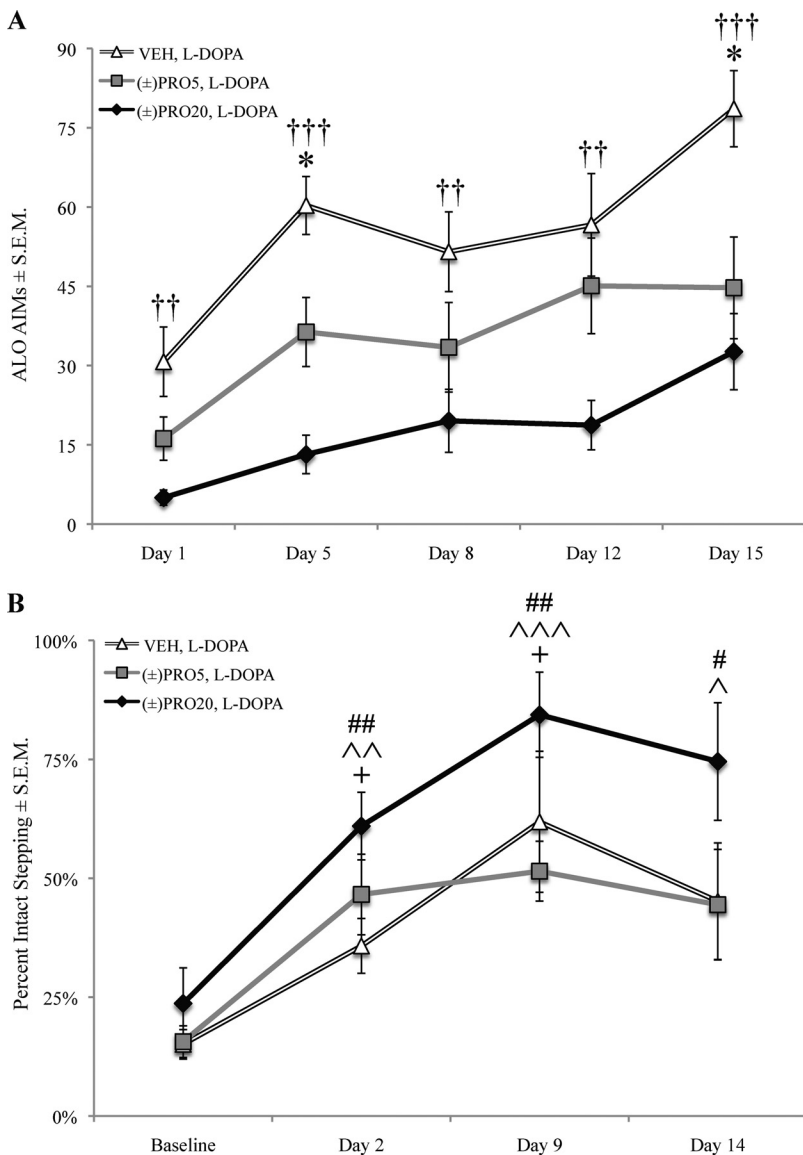 A
ALO AIMs ± S.E.M.
90
75
60
45
30
15
0
VEH, L-DOPA
(±)PRO5, L-DOPA
(±)PRO20, L-DOPA
††
†††
*
††
††
†††
*
Day 1
Day 5
Day 8
Day 12
Day 15
B
Percent Intact Stepping ± S.E.M.
100%
75%
50%
25%
0%
VEH, L-DOPA
(±)PRO5, L-DOPA
(±)PRO20, L-DOPA
##
^^
+
##
^^^
+
#
^
Baseline
Day 2
Day 9
Day 14